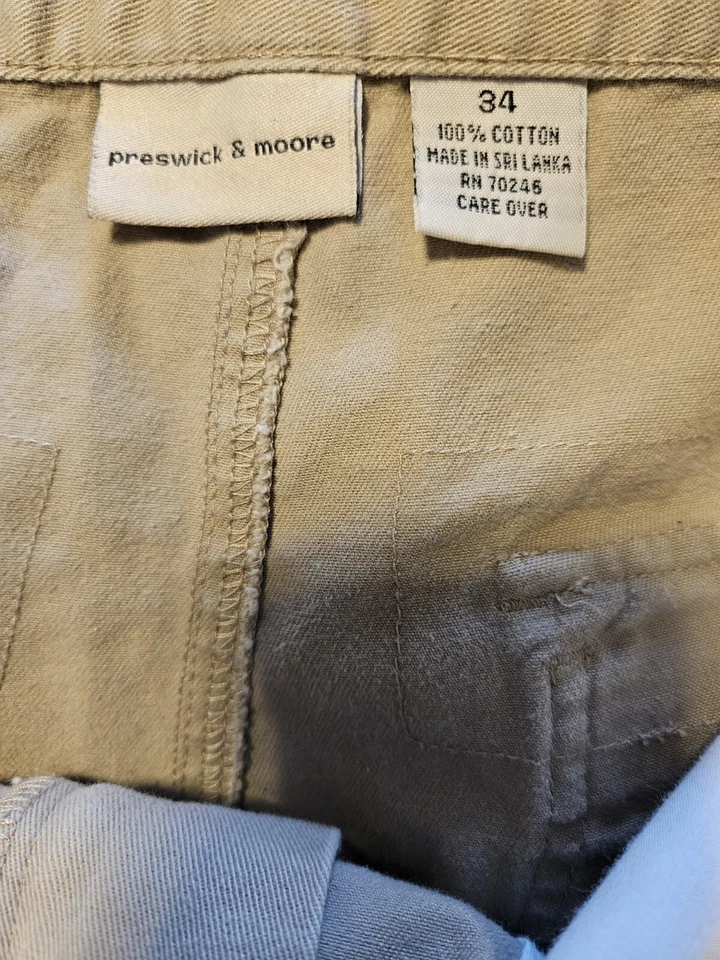 preswick & moore
34
100% COTTON
MADE IN SRI LANKA
RN 70246
CARE OVER